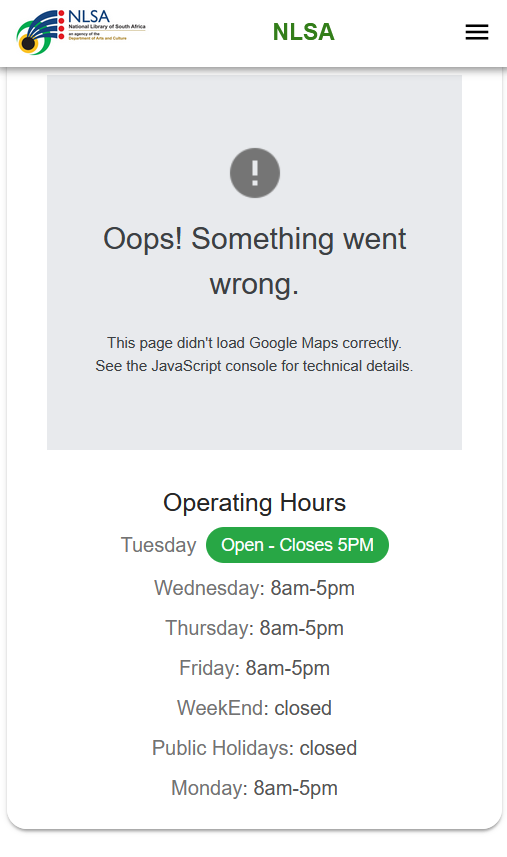 NLSA
National Library of South Africa
an agency of the
Department of Arts and Culture
NLSA
Oops! Something went
wrong.
This page didn't load Google Maps correctly.
See the JavaScript console for technical details.
Operating Hours
Tuesday Open - Closes 5PM
Wednesday: 8am-5pm
Thursday: 8am-5pm
Friday: 8am-5pm
WeekEnd: closed
Public Holidays: closed
Monday: 8am-5pm